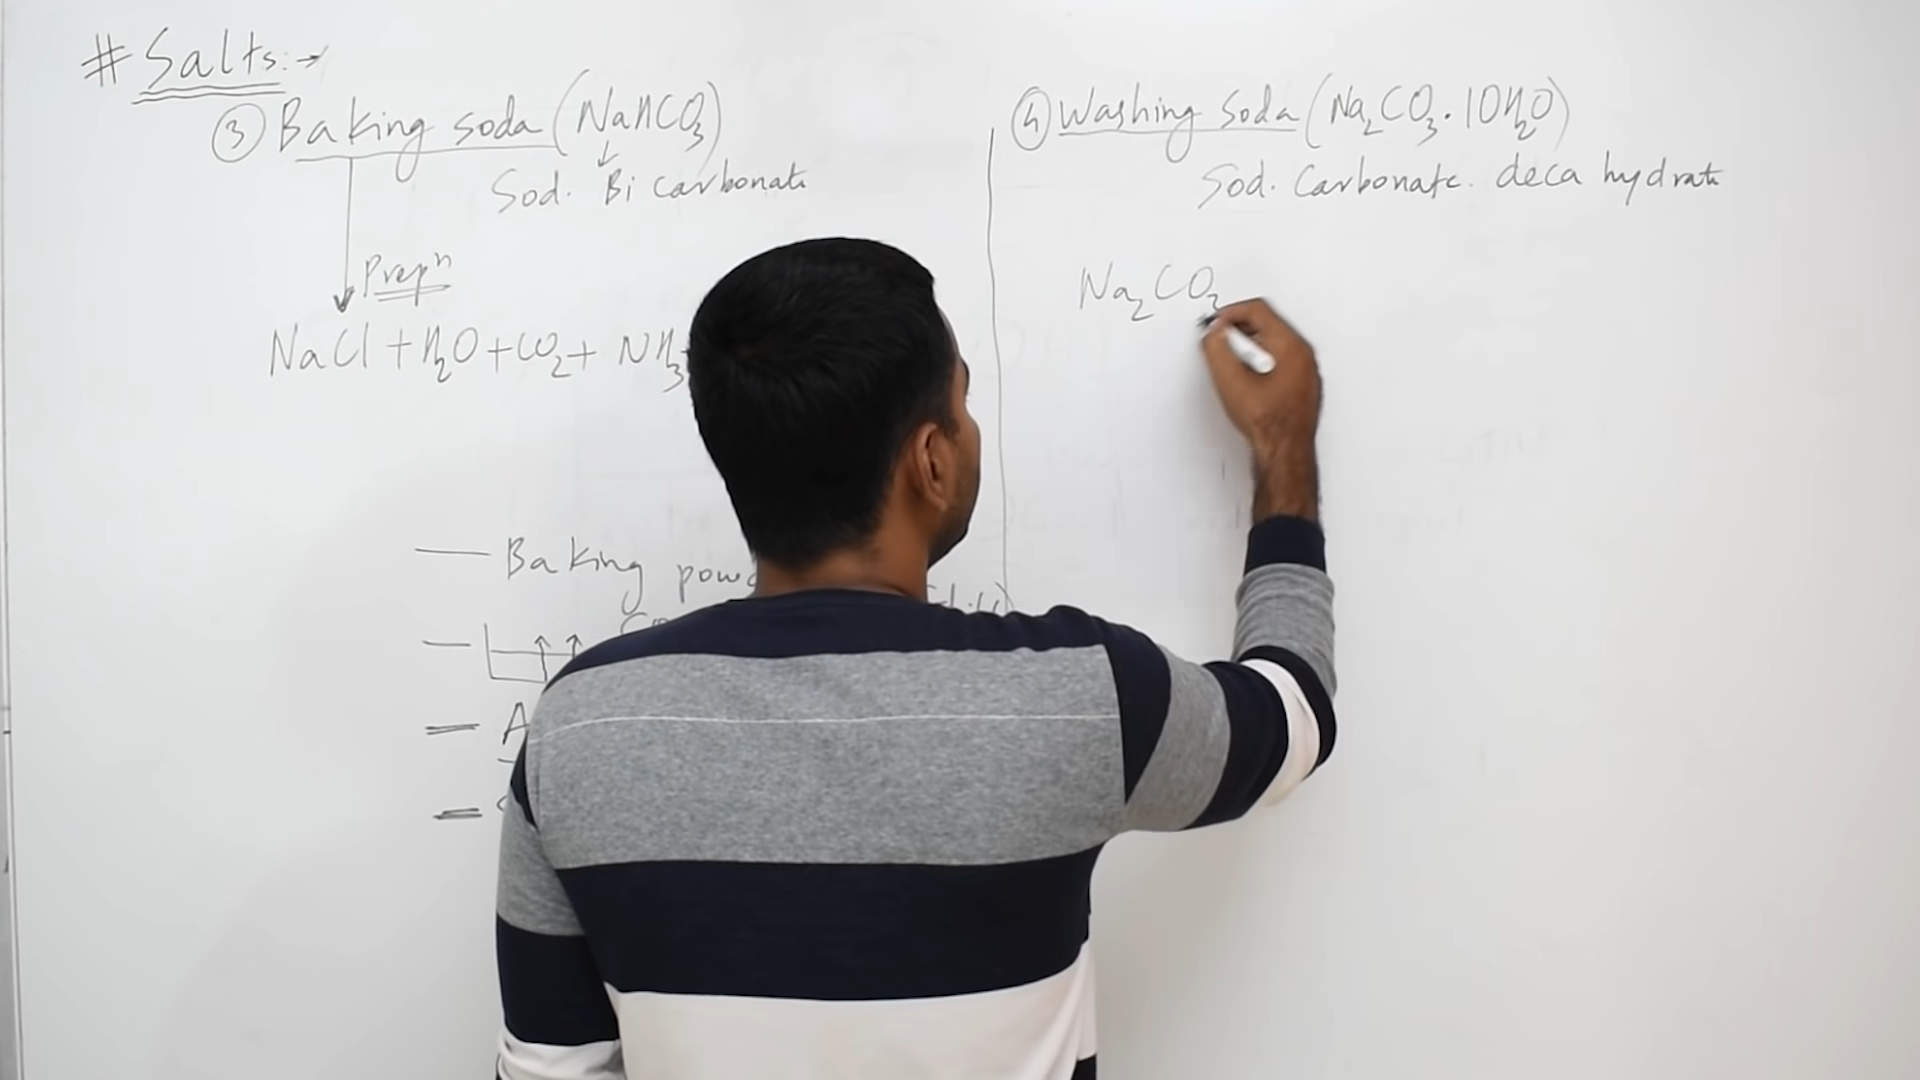 # Salts:→
③ Baking soda (NaHCO₃)
Sod. Bi carbonate
Prepⁿ
NaCl + H₂O + CO₂ + NH₃
— Baking
—
— A
—
④ Washing Soda (Na₂CO₃.10H₂O)
Sod. Carbonate. deca hydrate
Na₂CO₃